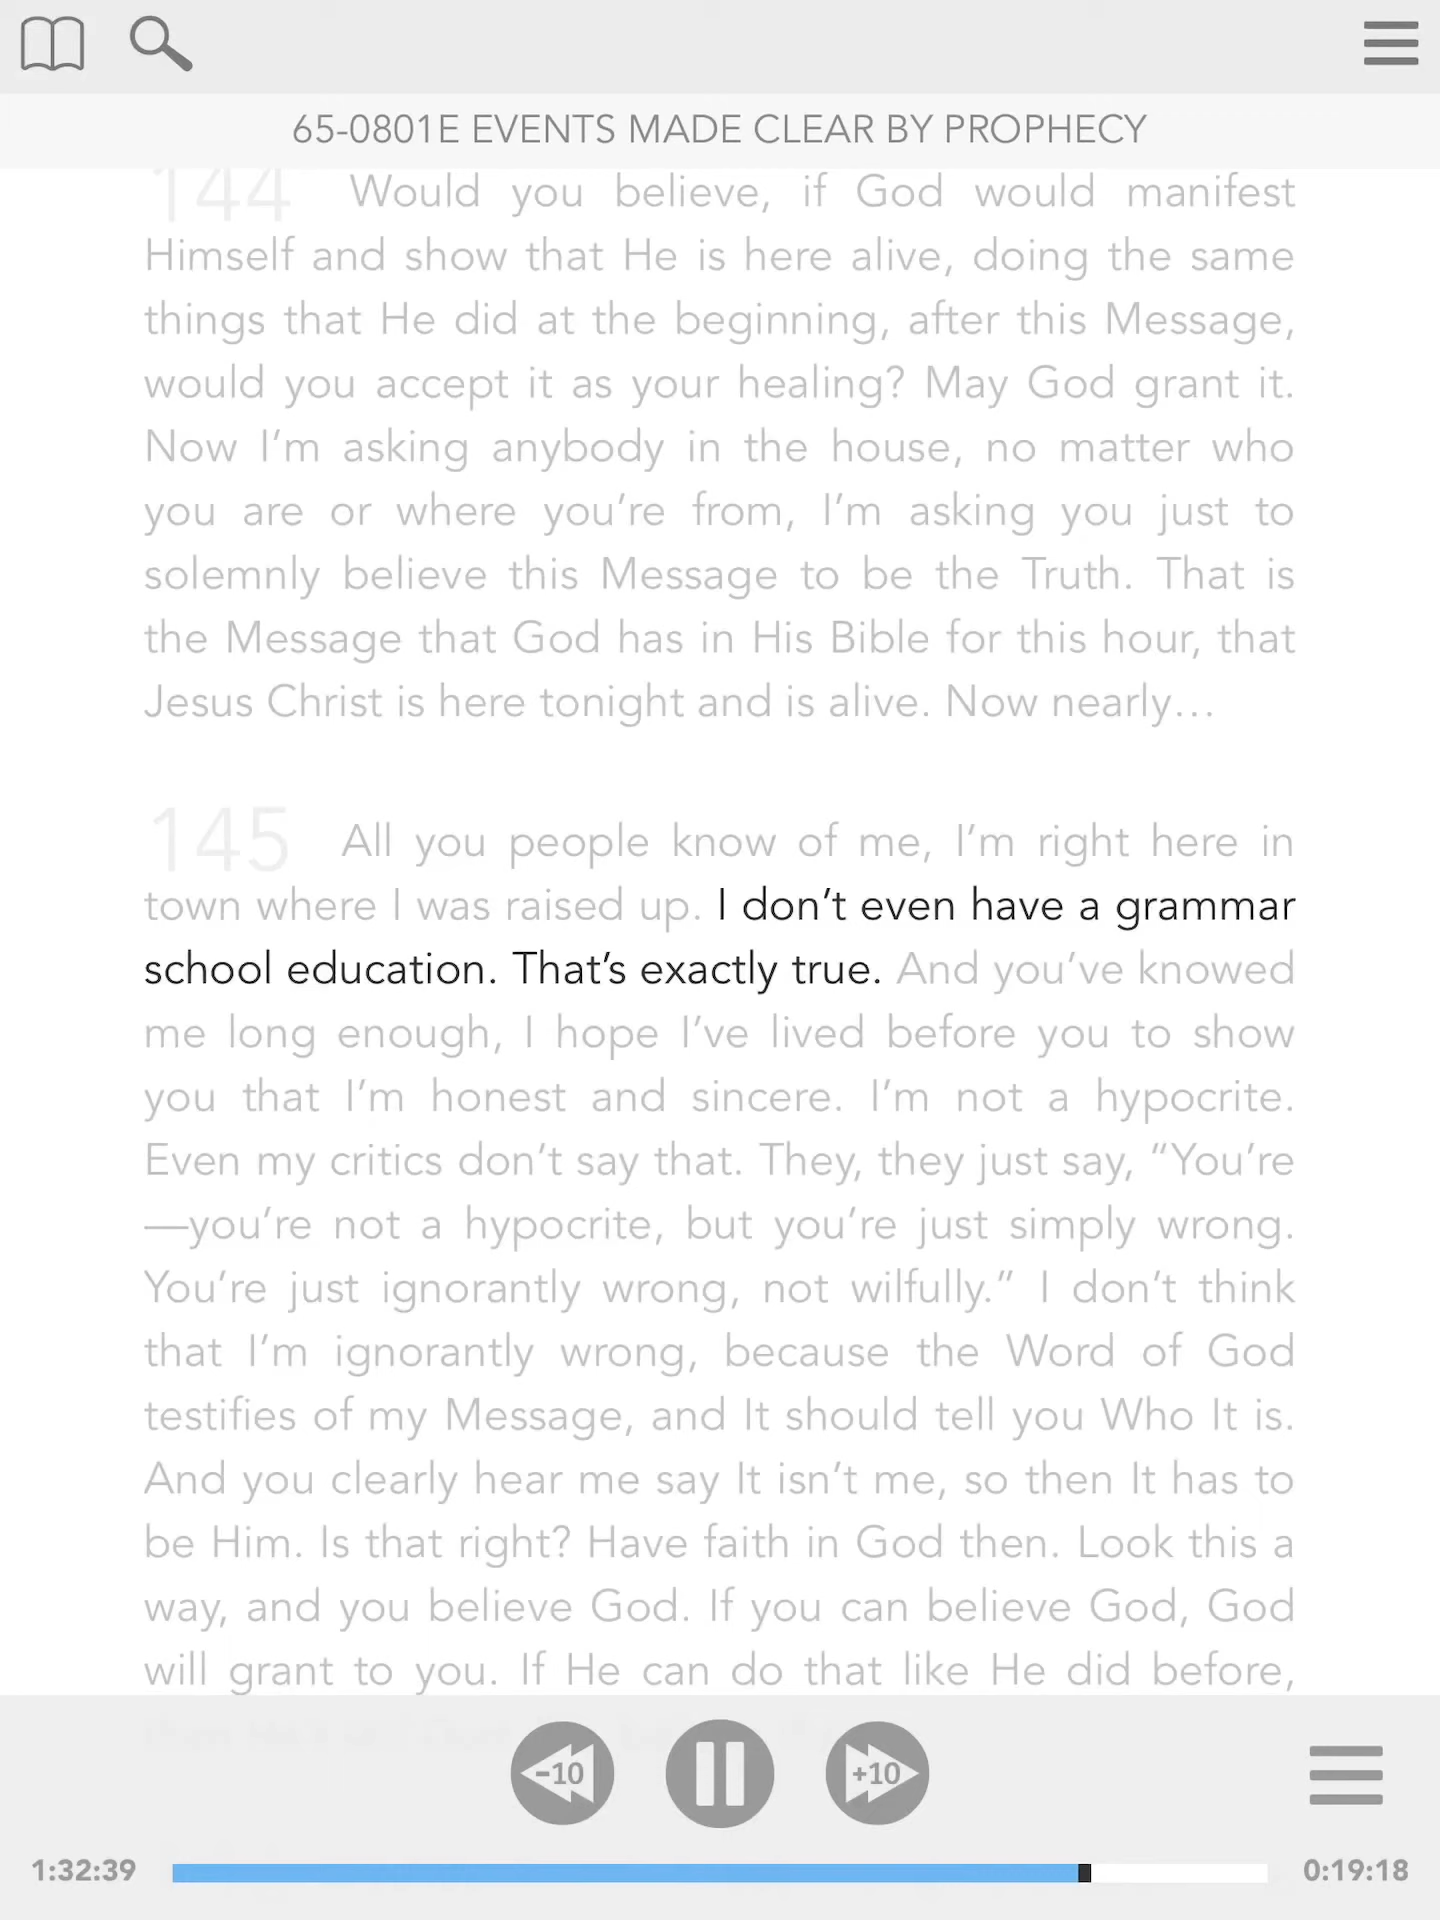 65-0801E EVENTS MADE CLEAR BY PROPHECY
144 Would you believe, if God would manifest
Himself and show that He is here alive, doing the same
things that He did at the beginning, after this Message,
would you accept it as your healing? May God grant it.
Now I’m asking anybody in the house, no matter who
you are or where you’re from, I’m asking you just to
solemnly believe this Message to be the Truth. That is
the Message that God has in His Bible for this hour, that
Jesus Christ is here tonight and is alive. Now nearly…
145 All you people know of me, I’m right here in
town where I was raised up. I don’t even have a grammar
school education. That’s exactly true. And you’ve knowed
me long enough, I hope I’ve lived before you to show
you that I’m honest and sincere. I’m not a hypocrite.
Even my critics don’t say that. They, they just say, “You’re
—you’re not a hypocrite, but you’re just simply wrong.
You’re just ignorantly wrong, not wilfully.” I don’t think
that I’m ignorantly wrong, because the Word of God
testifies of my Message, and It should tell you Who It is.
And you clearly hear me say It isn’t me, so then It has to
be Him. Is that right? Have faith in God then. Look this a
way, and you believe God. If you can believe God, God
will grant to you. If He can do that like He did before,
-10 +10
1:32:39 0:19:18